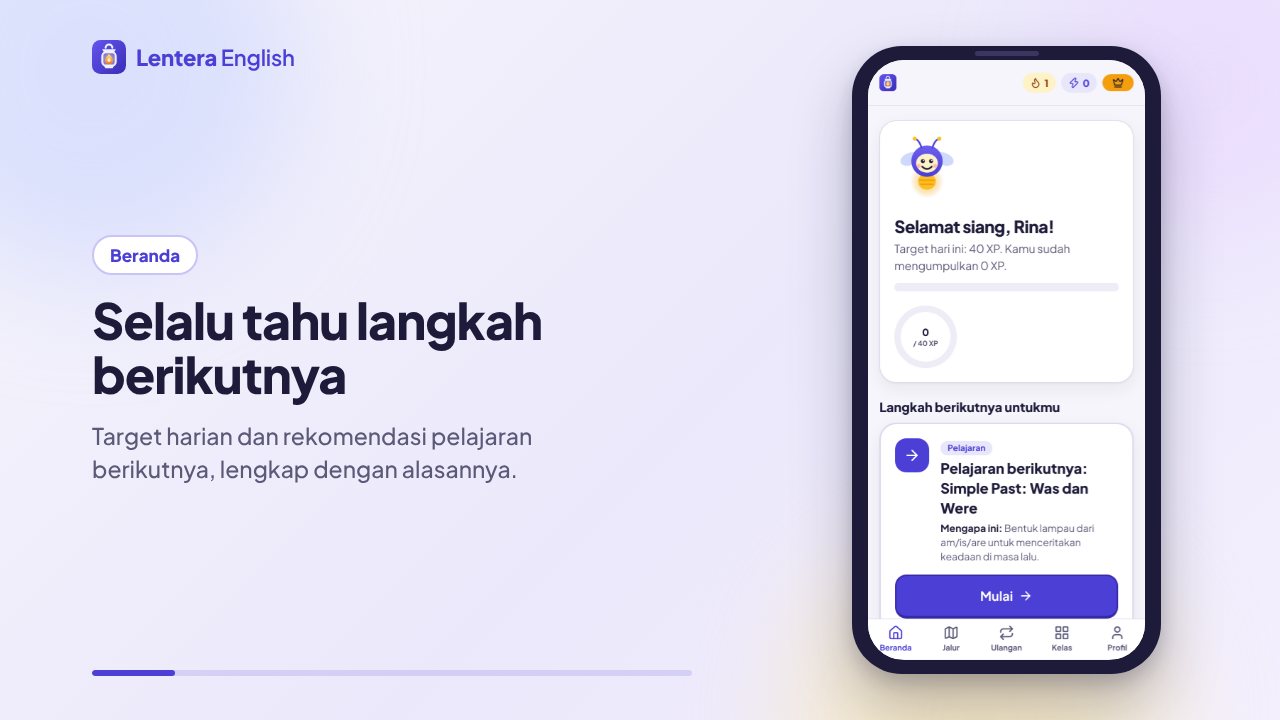 Lentera English
Beranda
Selalu tahu langkah
berikutnya
Target harian dan rekomendasi pelajaran
berikutnya, lengkap dengan alasannya.
1
0
Selamat siang, Rina!
Target hari ini: 40 XP. Kamu sudah
mengumpulkan 0 XP.
0
/ 40 XP
Langkah berikutnya untukmu
Pelajaran
Pelajaran berikutnya:
Simple Past: Was dan
Were
Mengapa ini: Bentuk lampau dari
am/is/are untuk menceritakan
keadaan di masa lalu.
Mulai
Beranda
Jalur
Ulangan
Kelas
Profil